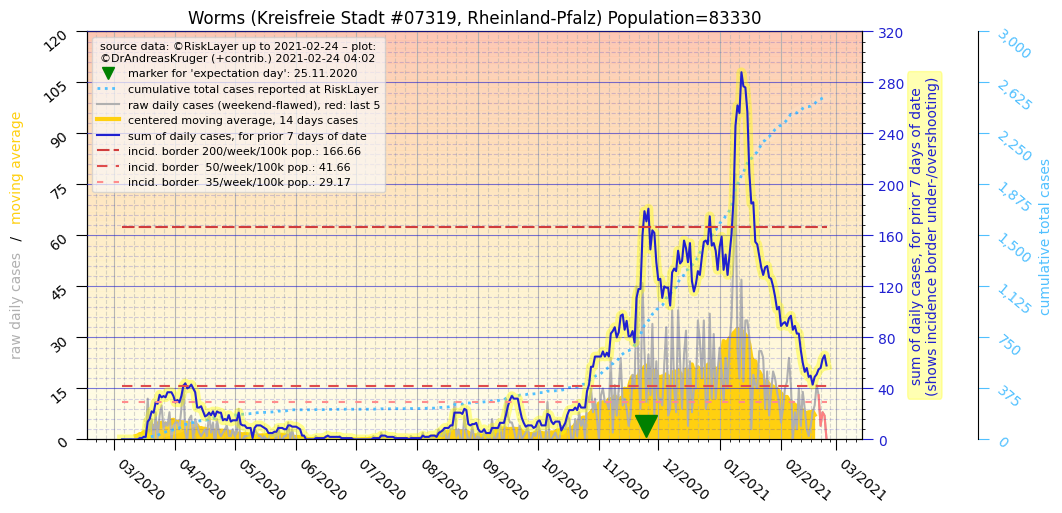 Worms (Kreisfreie Stadt #07319, Rheinland-Pfalz) Population=83330
source data: ©RiskLayer up to 2021-02-24 – plot:
©DrAndreasKruger (+contrib.) 2021-02-24 04:02
marker for 'expectation day': 25.11.2020
cumulative total cases reported at RiskLayer
raw daily cases (weekend-flawed), red: last 5
centered moving average, 14 days cases
sum of daily cases, for prior 7 days of date
incid. border 200/week/100k pop.: 166.66
incid. border  50/week/100k pop.: 41.66
incid. border  35/week/100k pop.: 29.17
raw daily cases / moving average
120
105
90
75
60
45
30
15
0
03/2020
04/2020
05/2020
06/2020
07/2020
08/2020
09/2020
10/2020
11/2020
12/2020
01/2021
02/2021
03/2021
320
280
240
200
160
120
80
40
0
sum of daily cases, for prior 7 days of date
(shows incidence border under-/overshooting)
3,000
2,625
2,250
1,875
1,500
1,125
750
375
0
cumulative total cases